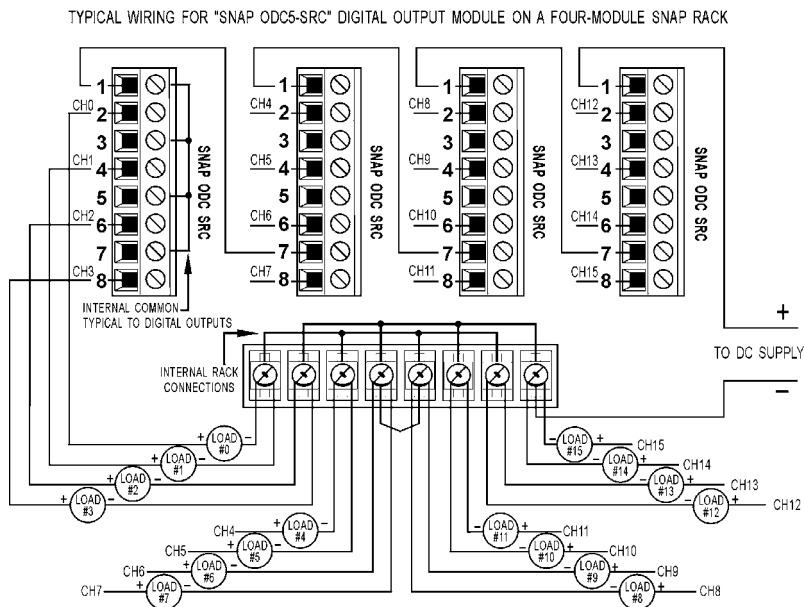 TYPICAL WIRING FOR "SNAP ODC5-SRC" DIGITAL OUTPUT MODULE ON A FOUR-MODULE SNAP RACK
1
CH0 2
3
CH1 4
5
CH2 6
7
CH3 8
SNAP ODC SRC
1
CH4 2
3
CH5 4
5
CH6 6
7
CH7 8
SNAP ODC SRC
1
CH8 2
3
CH9 4
5
CH10 6
7
CH11 8
SNAP ODC SRC
1
CH12 2
3
CH13 4
5
CH14 6
7
CH15 8
SNAP ODC SRC
INTERNAL COMMON
TYPICAL TO DIGITAL OUTPUTS
+
TO DC SUPPLY
−
INTERNAL RACK
CONNECTIONS
+ LOAD #0 -
+ LOAD #1 -
+ LOAD #2 -
+ LOAD #3 -
CH4 + LOAD #4 -
CH5 + LOAD #5 -
CH6 + LOAD #6 -
CH7 + LOAD #7 -
- LOAD #15 + CH15
- LOAD #14 + CH14
- LOAD #13 + CH13
- LOAD #12 + CH12
- LOAD #11 + CH11
- LOAD #10 + CH10
- LOAD #9 + CH9
- LOAD #8 + CH8